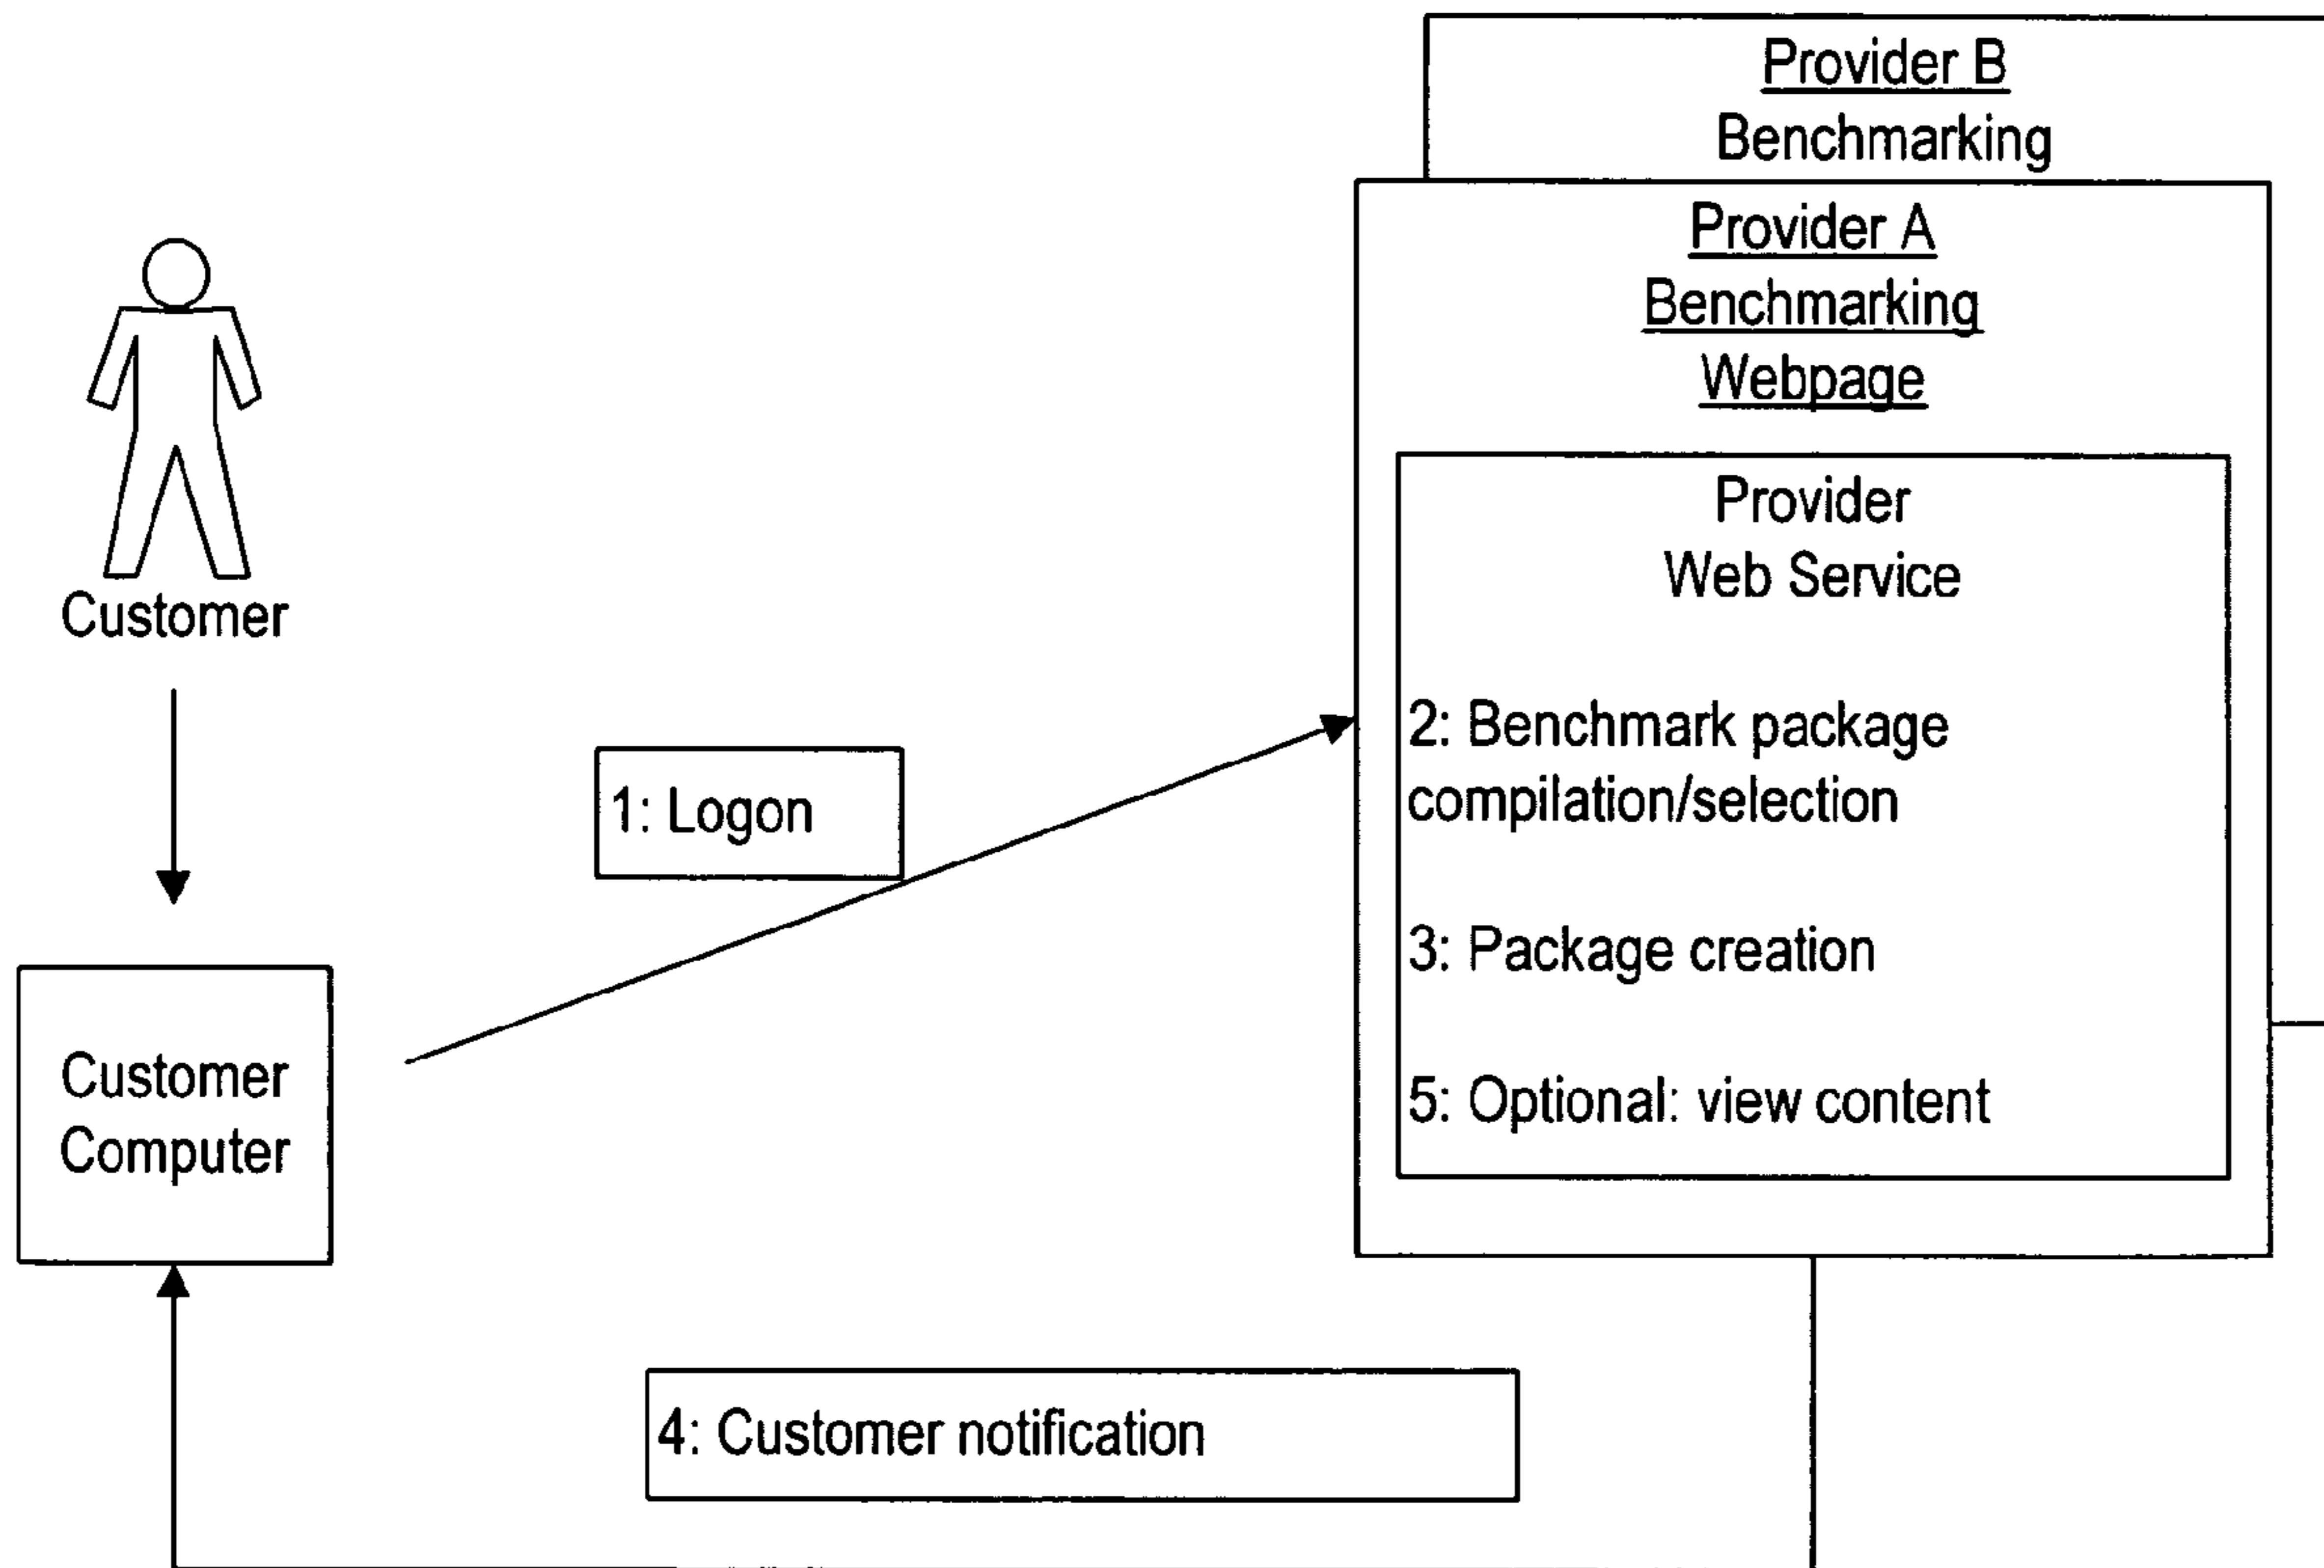 Provider B
Benchmarking
Provider A
Benchmarking
Webpage
Provider
Web Service
2: Benchmark package
compilation/selection
3: Package creation
5: Optional: view content
Customer
1: Logon
Customer
Computer
4: Customer notification